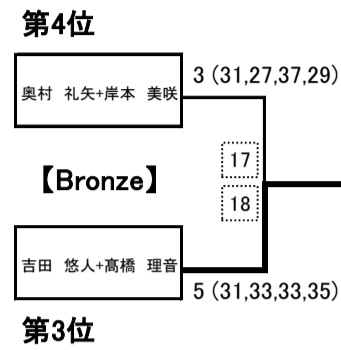 第4位
奥村　礼矢+岸本　美咲
3 (31,27,37,29)
17
【Bronze】
18
吉田　悠人+髙橋　理音
5 (31,33,33,35)
第3位